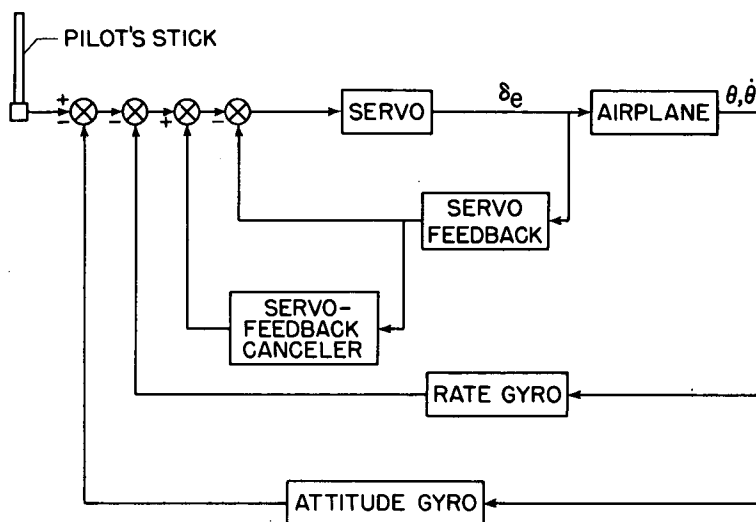 PILOT'S STICK
+
−
−
+
−
SERVO
δe
AIRPLANE
θ, θ̇
SERVO
FEEDBACK
SERVO–
FEEDBACK
CANCELER
RATE GYRO
ATTITUDE GYRO